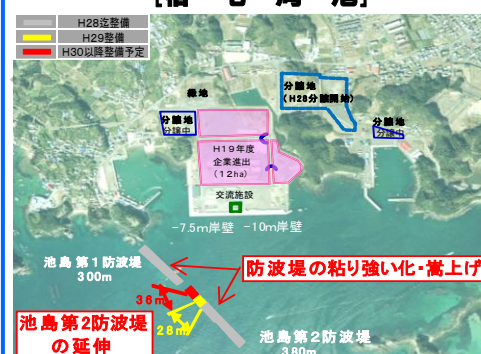 H28迄整備
H29整備
H30以降整備予定
緑地
分譲地
(H28分譲開始)
分譲地
分譲中
分譲地
分譲中
H19年度
企業進出
(12ha)
交流施設
-7.5m岸壁
-10m岸壁
池島第1防波堤
300m
防波堤の粘り強い化・嵩上げ
36m
28m
池島第2防波堤
の延伸
池島第2防波堤
380m